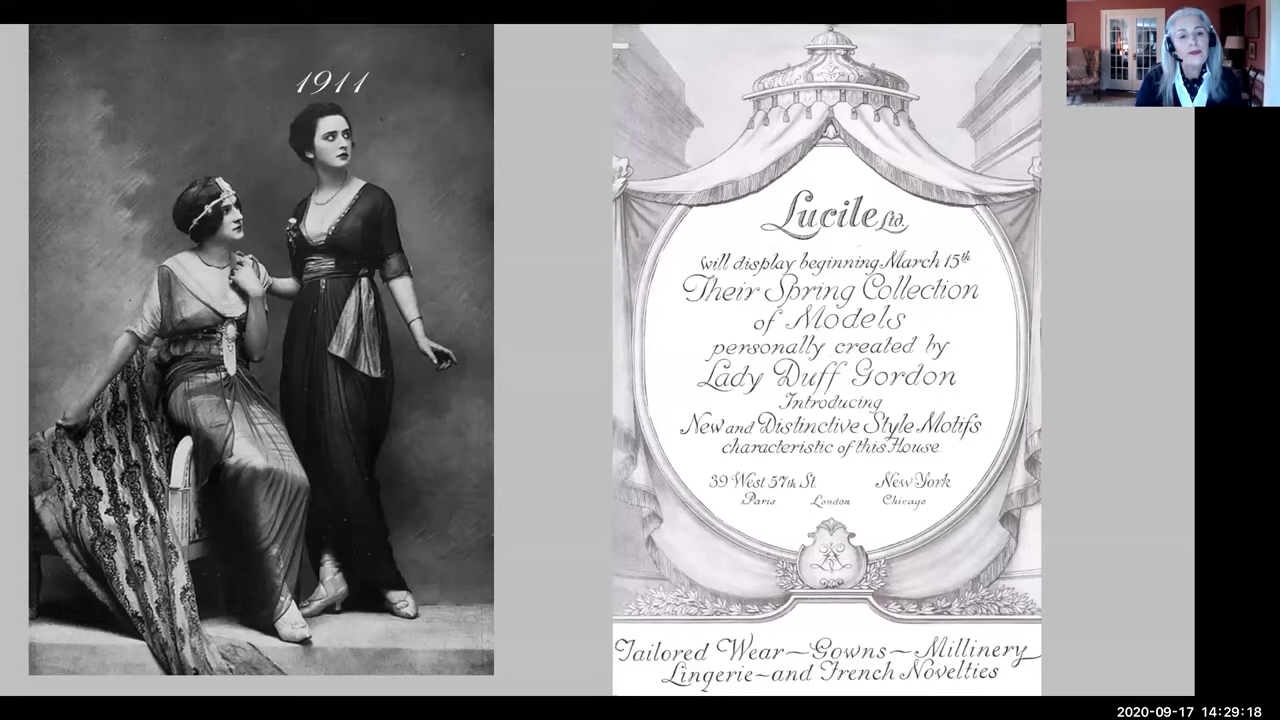 1911
Lucile Ltd.
will display beginning March 15th
Their Spring Collection
of Models
personally created by
Lady Duff Gordon
Introducing
New and Distinctive Style Motifs
characteristic of this House
39 West 57th St. New York
Paris London Chicago
Tailored Wear—Gowns—Millinery
Lingerie—and French Novelties
2020-09-17 14:29:18